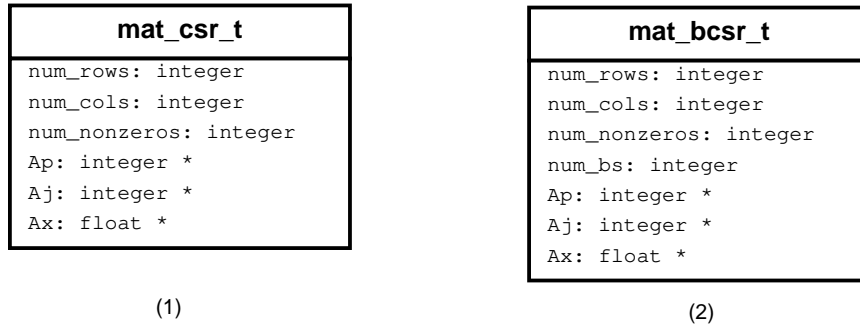 mat_csr_t
num_rows: integer
num_cols: integer
num_nonzeros: integer
Ap: integer *
Aj: integer *
Ax: float *
(1)
mat_bcsr_t
num_rows: integer
num_cols: integer
num_nonzeros: integer
num_bs: integer
Ap: integer *
Aj: integer *
Ax: float *
(2)